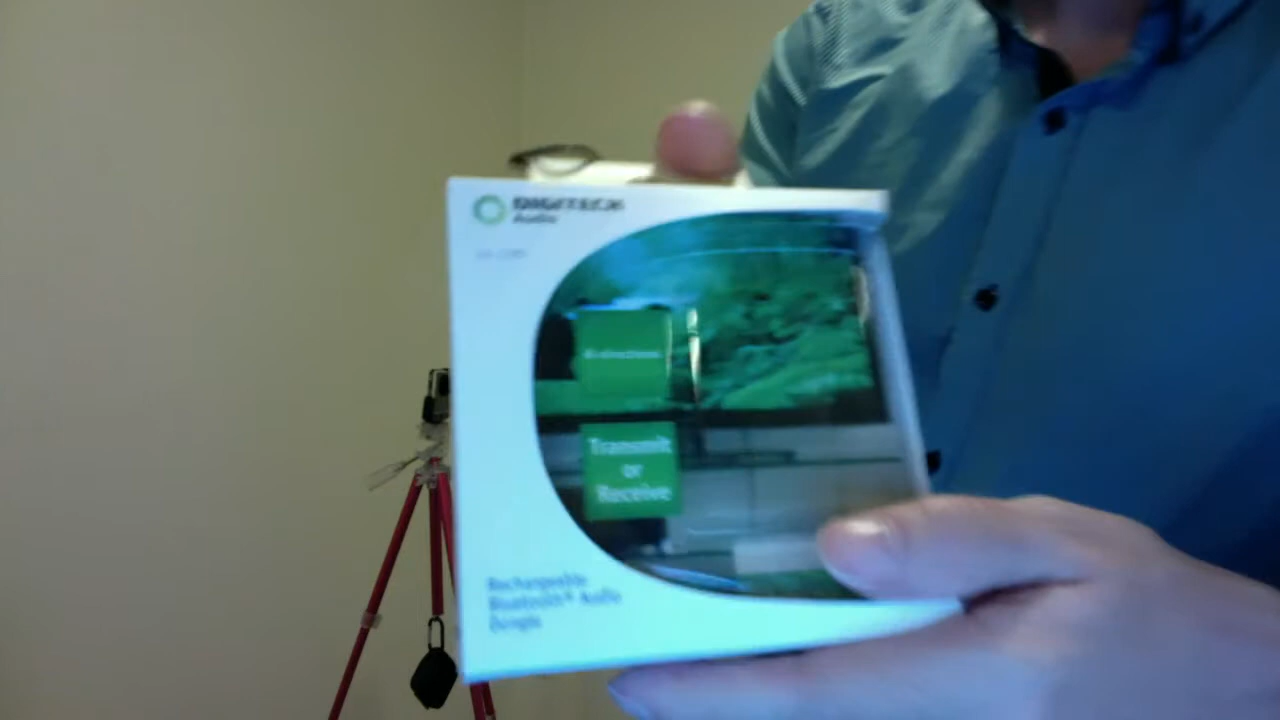 DIGITECH
Audio
Transmit
or
Receive
Rechargeable
Bluetooth® Audio
Dongle